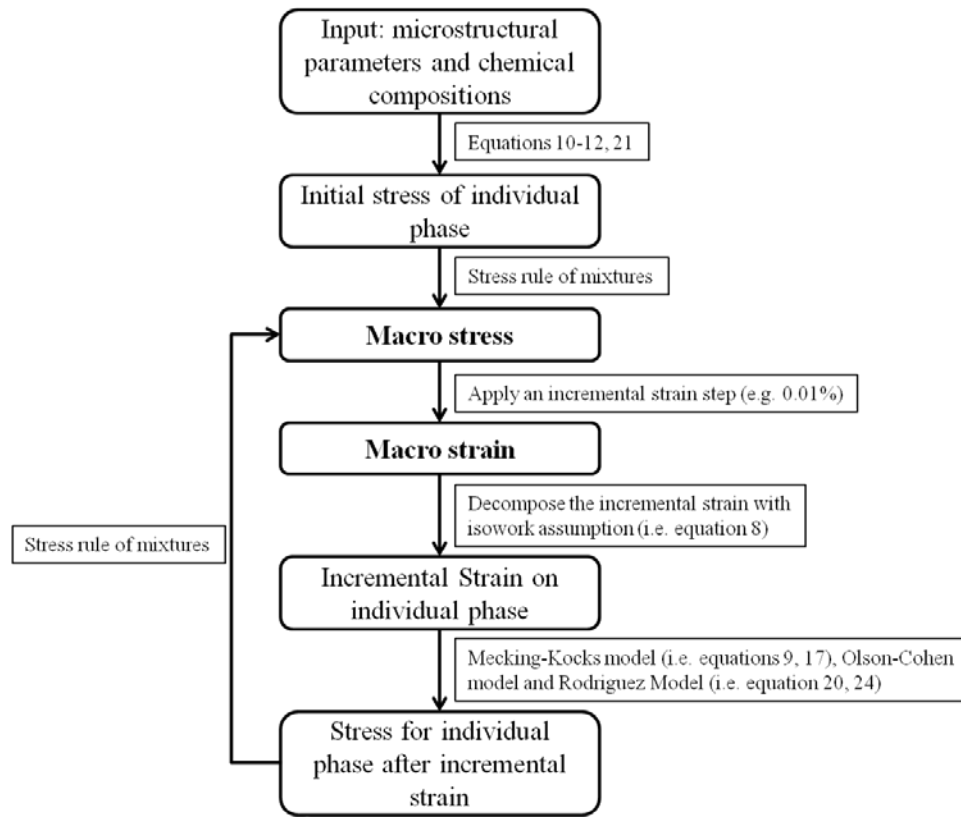 Input: microstructural
parameters and chemical
compositions
Equations 10-12, 21
Initial stress of individual
phase
Stress rule of mixtures
Macro stress
Apply an incremental strain step (e.g. 0.01%)
Macro strain
Decompose the incremental strain with
isowork assumption (i.e. equation 8)
Stress rule of mixtures
Incremental Strain on
individual phase
Mecking-Kocks model (i.e. equations 9, 17), Olson-Cohen
model and Rodriguez Model (i.e. equation 20, 24)
Stress for individual
phase after incremental
strain